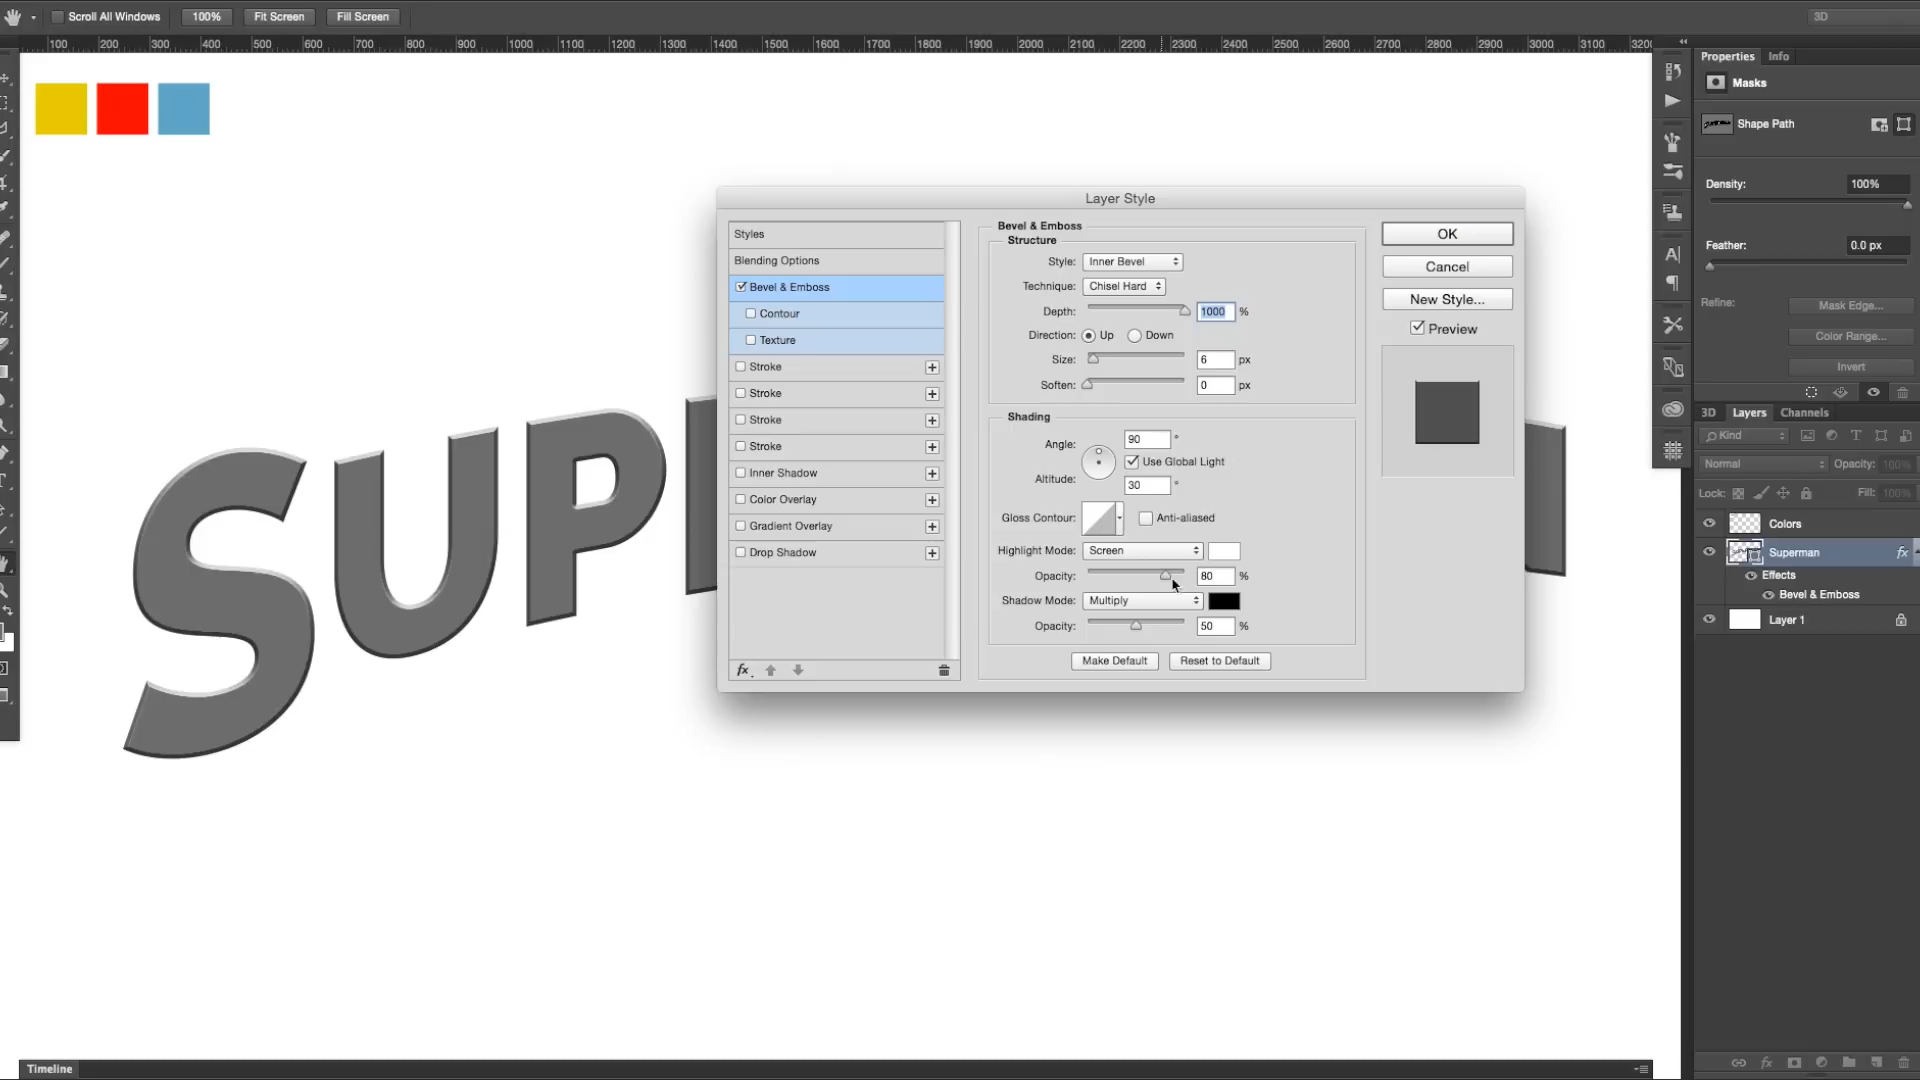 Scroll All Windows 100% Fit Screen Fill Screen 3D
100 200 300 400 500 600 700 800 900 1000 1100 1200 1300 1400 1500 1600 1700 1800 1900 2000 2100 2200 2300 2400 2500 2600 2700 2800 2900 3000 3100 3200
SUP
Layer Style
Styles
Blending Options
Bevel & Emboss
Contour
Texture
Stroke
Stroke
Stroke
Stroke
Inner Shadow
Color Overlay
Gradient Overlay
Drop Shadow
fx
Bevel & Emboss
Structure
Style: Inner Bevel
Technique: Chisel Hard
Depth: 1000 %
Direction: Up Down
Size: 6 px
Soften: 0 px
Shading
Angle: 90 °
Use Global Light
Altitude: 30 °
Gloss Contour: Anti-aliased
Highlight Mode: Screen
Opacity: 80 %
Shadow Mode: Multiply
Opacity: 50 %
Make Default Reset to Default
OK
Cancel
New Style...
Preview
Properties Info
Masks
Shape Path
Density: 100%
Feather: 0.0 px
Refine: Mask Edge...
Color Range...
Invert
3D Layers Channels
Kind
Normal Opacity: 100%
Lock: Fill: 100%
Colors
Superman fx
Effects
Bevel & Emboss
Layer 1
fx
Timeline